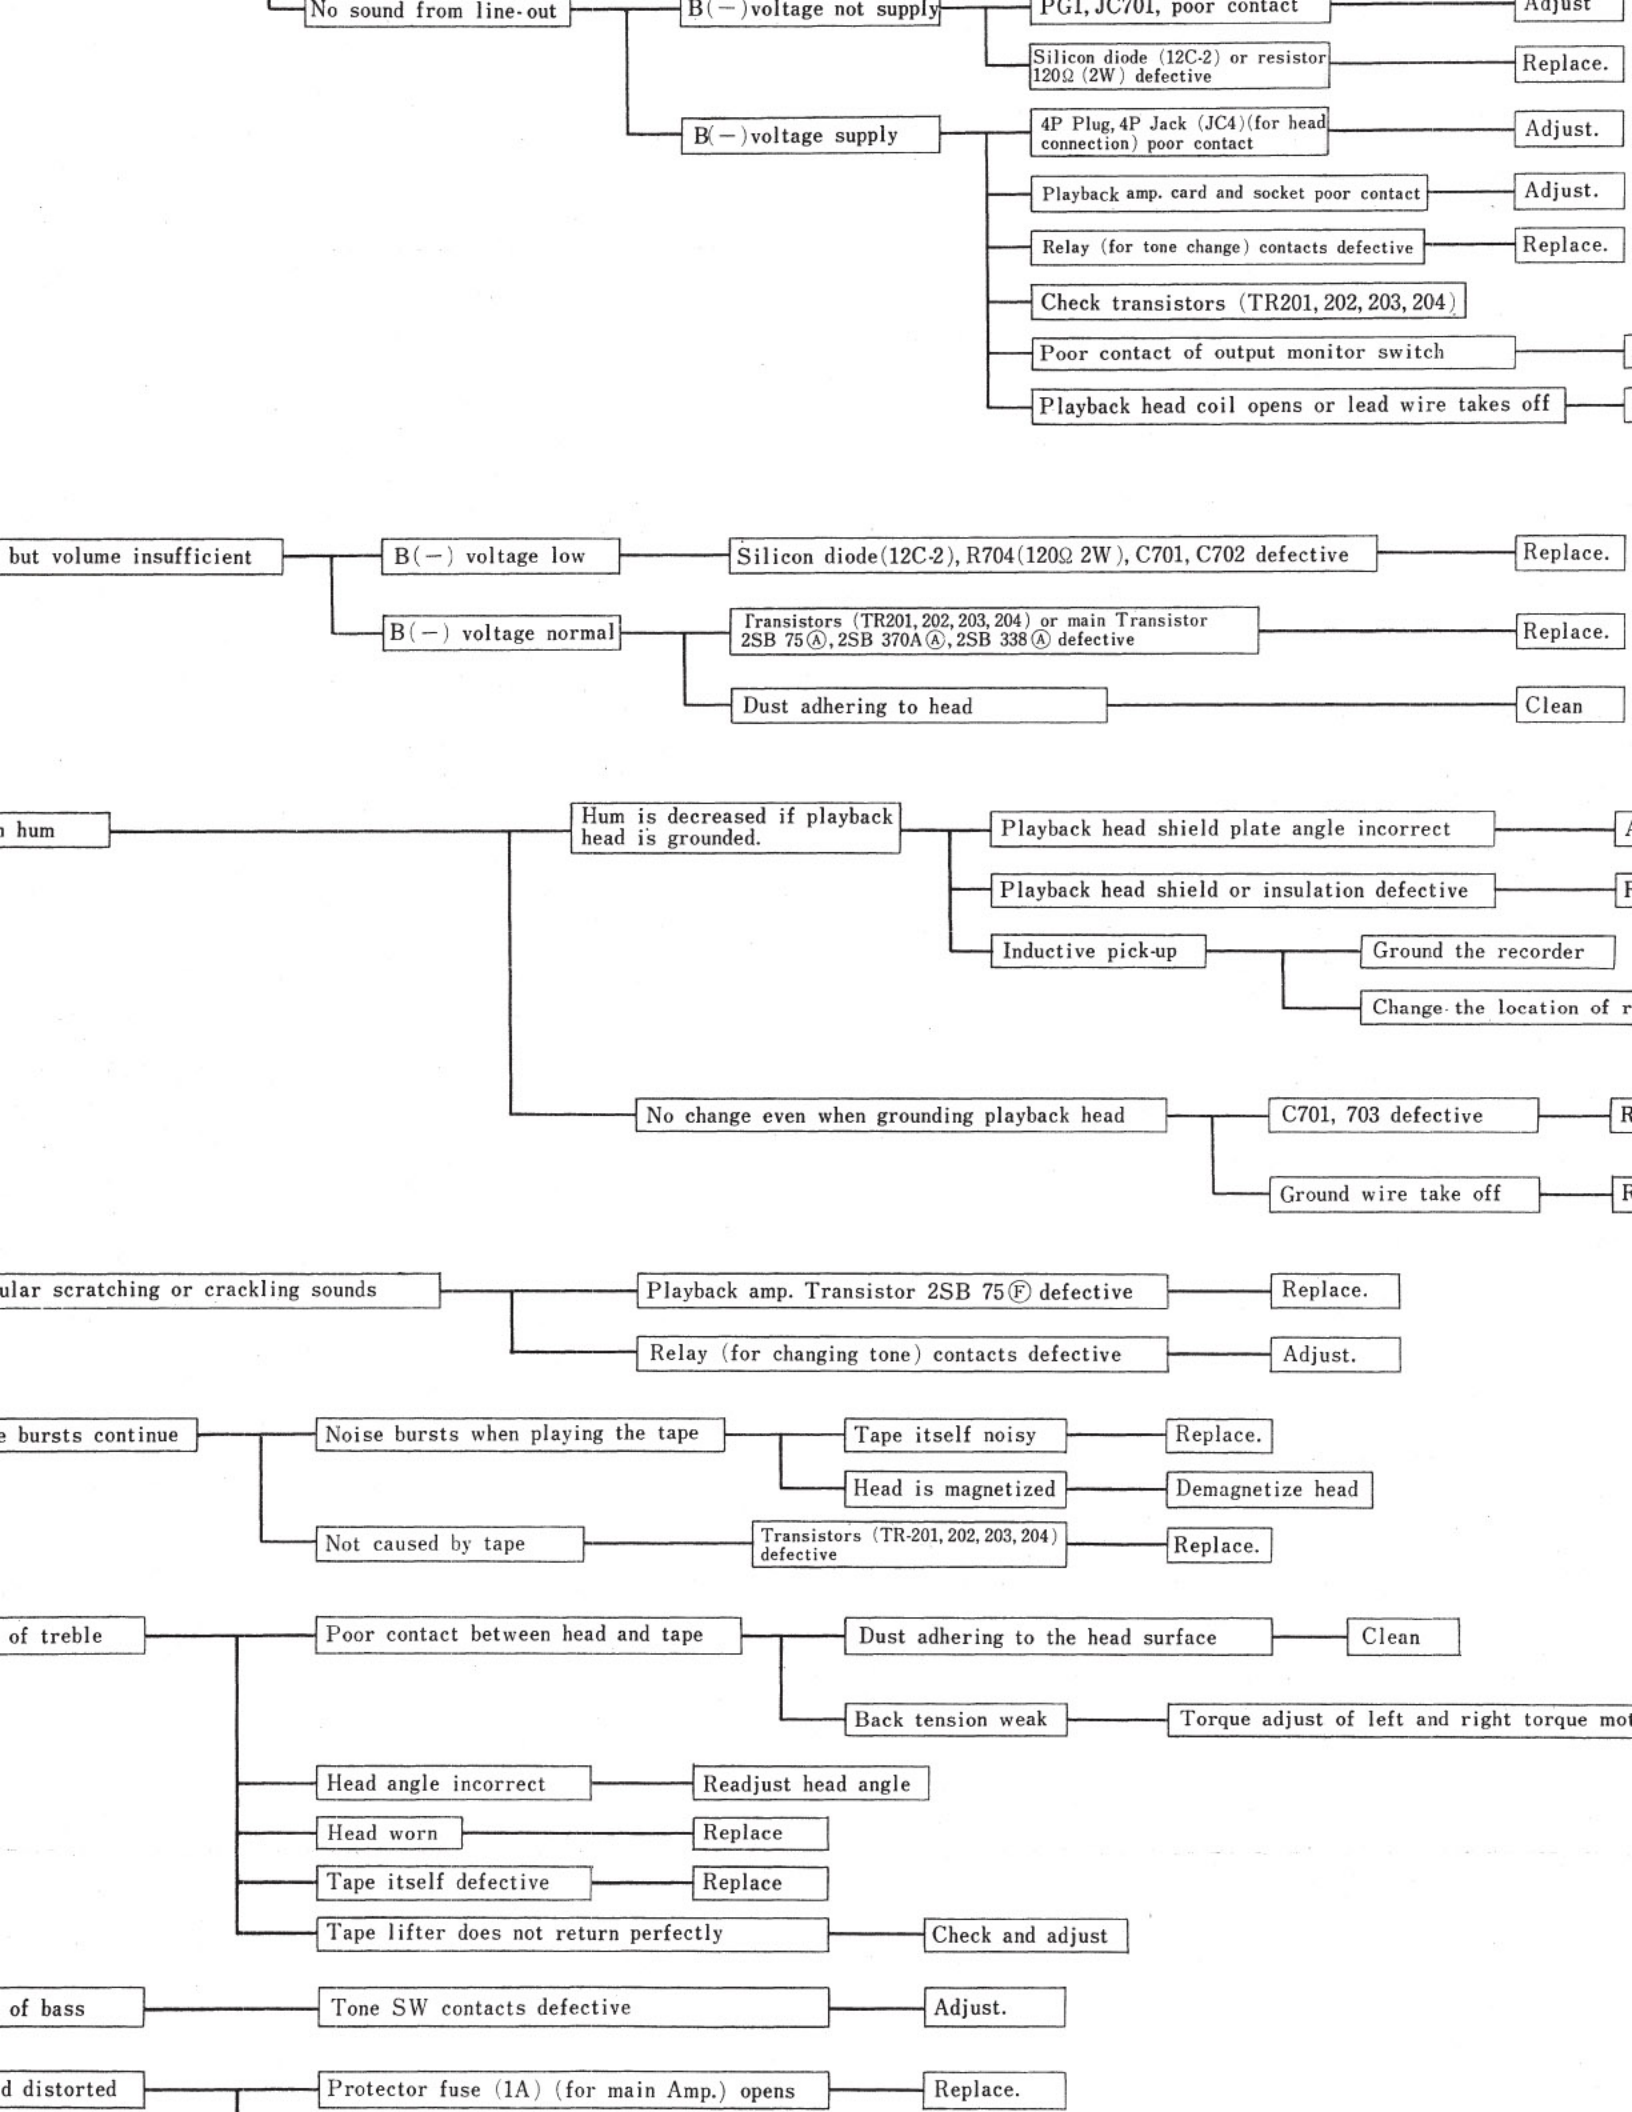 No sound from line-out
B(−)voltage not supply
PG1, JC701, poor contact
Adjust
Silicon diode (12C-2) or resistor
120Ω (2W) defective
Replace.
B(−)voltage supply
4P Plug, 4P Jack (JC4)(for head
connection) poor contact
Adjust.
Playback amp. card and socket poor contact
Adjust.
Relay (for tone change) contacts defective
Replace.
Check transistors (TR201, 202, 203, 204)
Poor contact of output monitor switch
Playback head coil opens or lead wire takes off
but volume insufficient
B(−) voltage low
Silicon diode(12C-2), R704(120Ω 2W), C701, C702 defective
Replace.
B(−) voltage normal
Transistors (TR201, 202, 203, 204) or main Transistor
2SB 75Ⓐ, 2SB 370AⒶ, 2SB 338Ⓐ defective
Replace.
Dust adhering to head
Clean
hum
Hum is decreased if playback
head is grounded.
Playback head shield plate angle incorrect
Playback head shield or insulation defective
Inductive pick-up
Ground the recorder
Change the location of r
No change even when grounding playback head
C701, 703 defective
R
Ground wire take off
ular scratching or crackling sounds
Playback amp. Transistor 2SB 75Ⓕ defective
Replace.
Relay (for changing tone) contacts defective
Adjust.
e bursts continue
Noise bursts when playing the tape
Tape itself noisy
Replace.
Head is magnetized
Demagnetize head
Not caused by tape
Transistors (TR-201, 202, 203, 204)
defective
Replace.
of treble
Poor contact between head and tape
Dust adhering to the head surface
Clean
Back tension weak
Torque adjust of left and right torque mot
Head angle incorrect
Readjust head angle
Head worn
Replace
Tape itself defective
Replace
Tape lifter does not return perfectly
Check and adjust
of bass
Tone SW contacts defective
Adjust.
d distorted
Protector fuse (1A) (for main Amp.) opens
Replace.